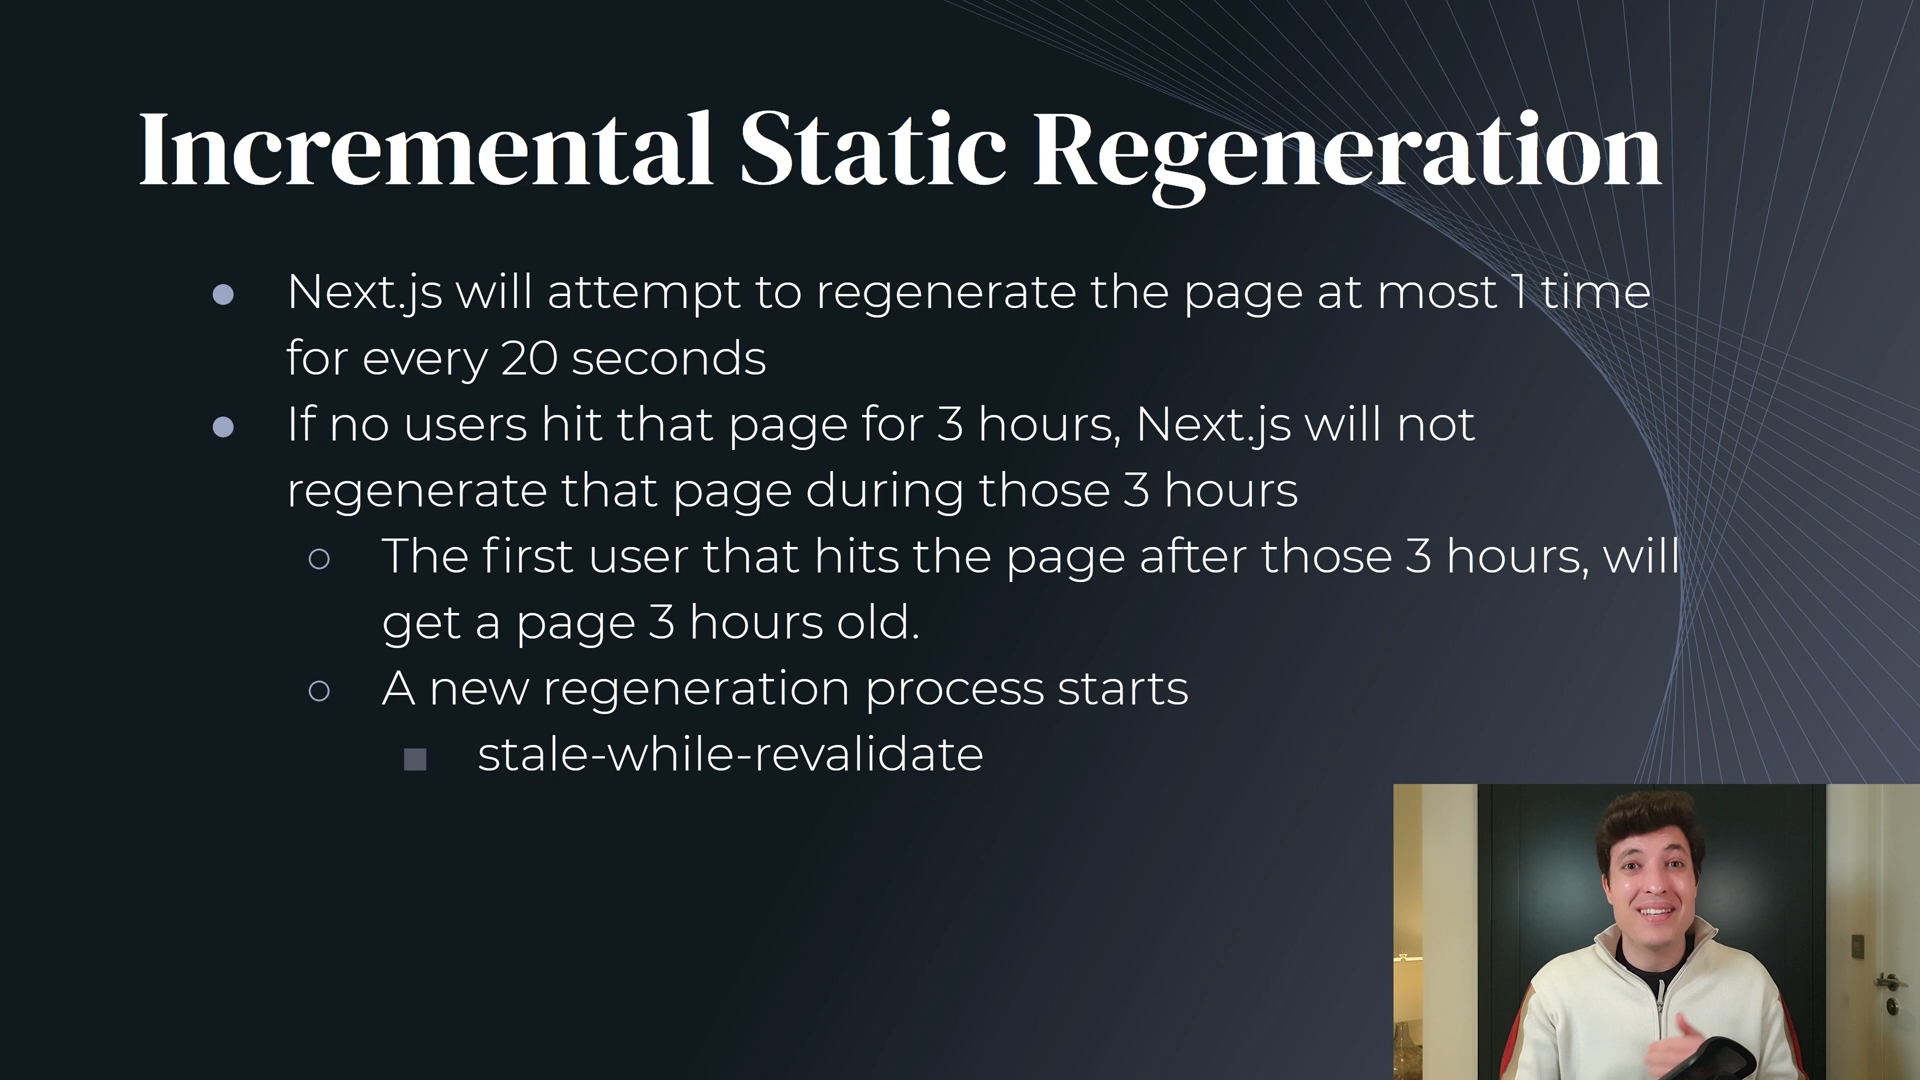 Incremental Static Regeneration
Next.js will attempt to regenerate the page at most 1 time
for every 20 seconds
If no users hit that page for 3 hours, Next.js will not
regenerate that page during those 3 hours
The first user that hits the page after those 3 hours, will
get a page 3 hours old.
A new regeneration process starts
stale-while-revalidate